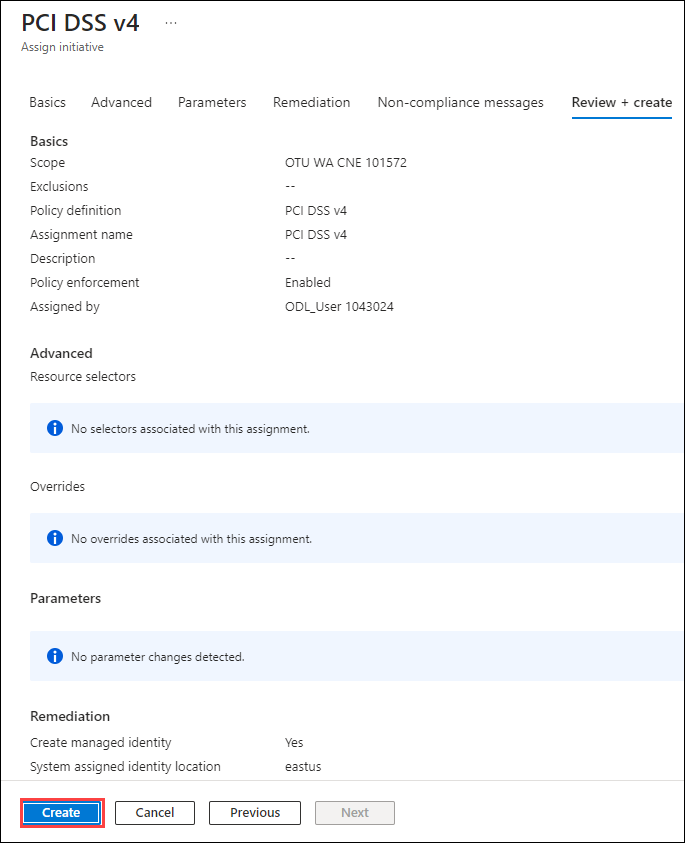 PCI DSS v4 ...
Assign initiative
Basics Advanced Parameters Remediation Non-compliance messages Review + create
Basics
Scope OTU WA CNE 101572
Exclusions --
Policy definition PCI DSS v4
Assignment name PCI DSS v4
Description --
Policy enforcement Enabled
Assigned by ODL_User 1043024
Advanced
Resource selectors
No selectors associated with this assignment.
Overrides
No overrides associated with this assignment.
Parameters
No parameter changes detected.
Remediation
Create managed identity Yes
System assigned identity location eastus
Create Cancel Previous Next